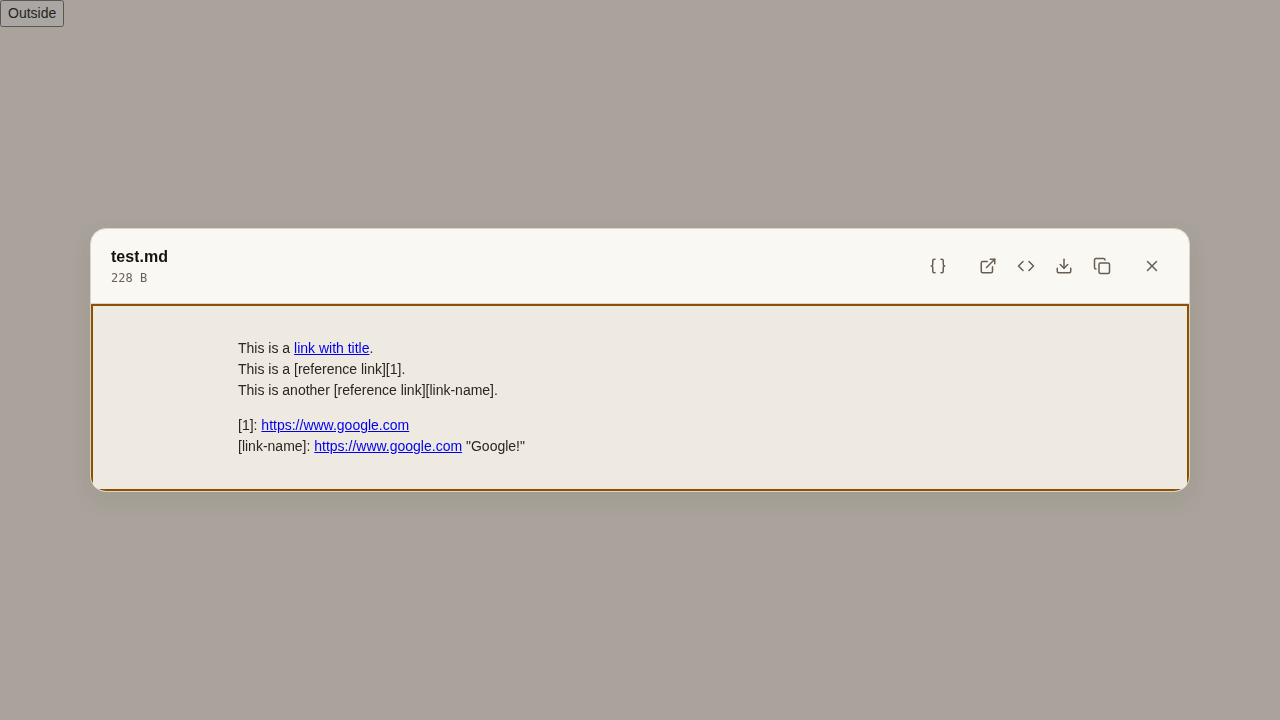 Outside
test.md
228 B
This is a link with title.
This is a [reference link][1].
This is another [reference link][link-name].
[1]: https://www.google.com
[link-name]: https://www.google.com "Google!"